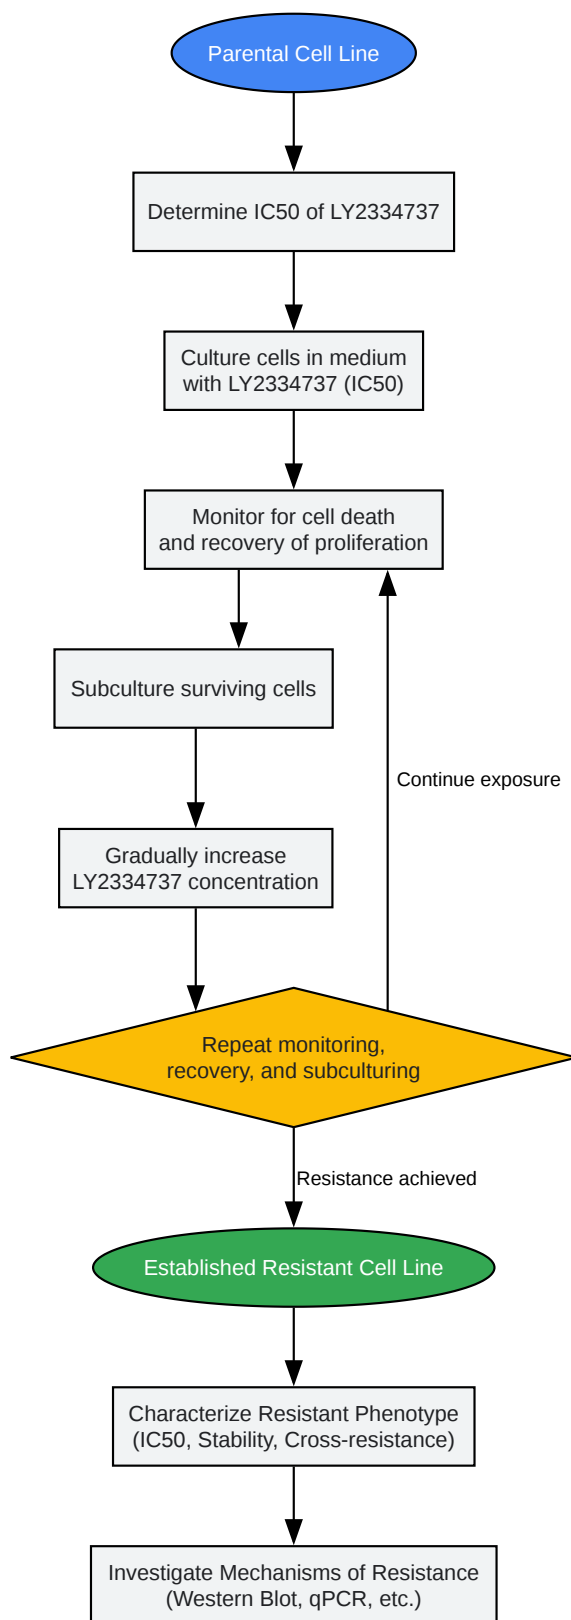 Parental Cell Line
Determine IC50 of LY2334737
Culture cells in medium
with LY2334737 (IC50)
Monitor for cell death
and recovery of proliferation
Subculture surviving cells
Continue exposure
Gradually increase
LY2334737 concentration
Repeat monitoring,
recovery, and subculturing
Resistance achieved
Established Resistant Cell Line
Characterize Resistant Phenotype
(IC50, Stability, Cross-resistance)
Investigate Mechanisms of Resistance
(Western Blot, qPCR, etc.)